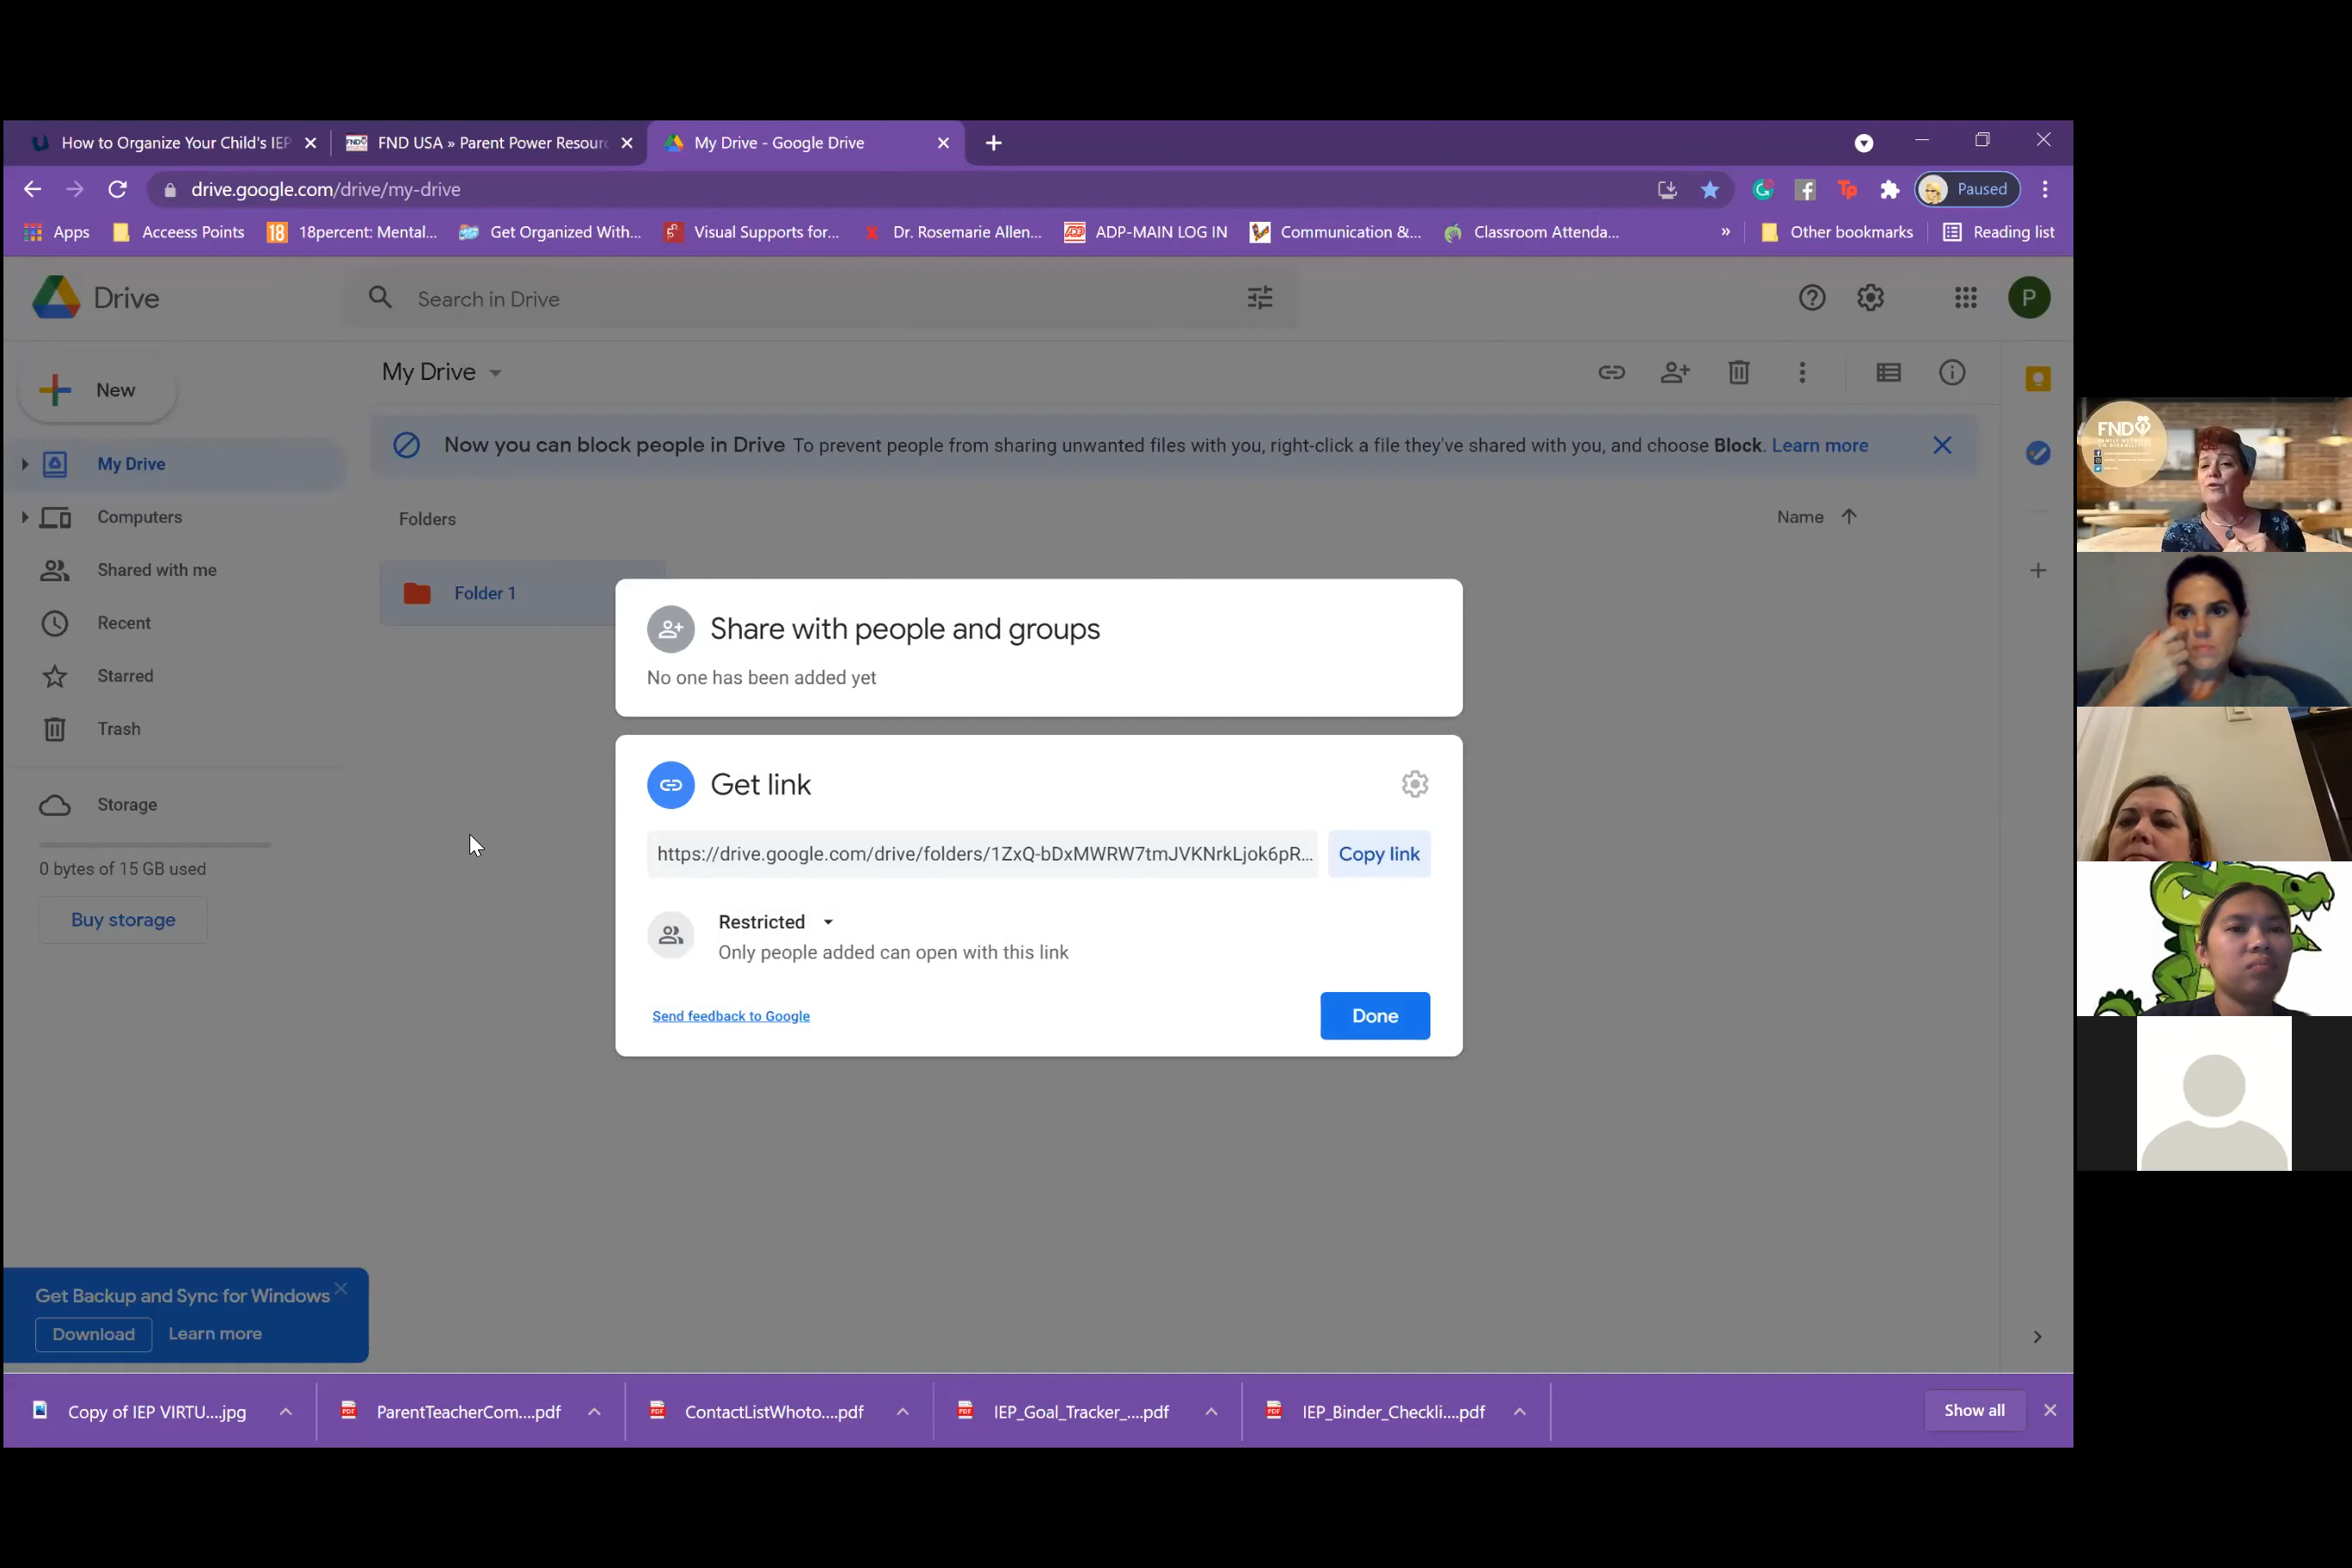 How to Organize Your Child's IEP
FND USA » Parent Power Resour
My Drive - Google Drive
drive.google.com/drive/my-drive
Paused
Apps
Acceess Points
18 18percent: Mental...
Get Organized With...
Visual Supports for...
Dr. Rosemarie Allen...
ADP-MAIN LOG IN
Communication &...
Classroom Attenda...
»
Other bookmarks
Reading list
Drive
Search in Drive
P
New
My Drive
Now you can block people in Drive To prevent people from sharing unwanted files with you, right-click a file they've shared with you, and choose Block. Learn more
My Drive
Computers
Shared with me
Recent
Starred
Trash
Storage
0 bytes of 15 GB used
Buy storage
Folders
Name
Folder 1
Share with people and groups
No one has been added yet
Get link
https://drive.google.com/drive/folders/1ZxQ-bDxMWRW7tmJVKNrkLjok6pR...
Copy link
Restricted
Only people added can open with this link
Send feedback to Google
Done
FND
FAMILY NETWORK
ON DISABILITIES
Get Backup and Sync for Windows
Download
Learn more
Copy of IEP VIRTU....jpg
ParentTeacherCom....pdf
ContactListWhoto....pdf
IEP_Goal_Tracker_....pdf
IEP_Binder_Checkli....pdf
Show all